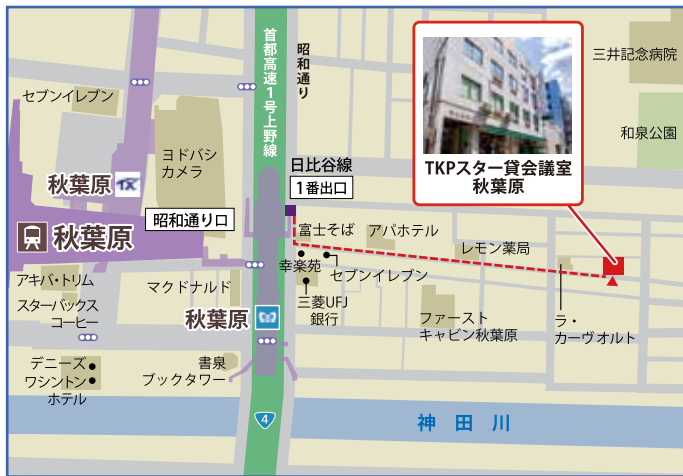 首都高速1号上野線
昭和通り
三井記念病院
和泉公園
セブンイレブン
ヨドバシ
カメラ
秋葉原
TX
昭和通り口
秋葉原
日比谷線
1番出口
TKPスター貸会議室
秋葉原
富士そば
アパホテル
レモン薬局
幸楽苑
セブンイレブン
三菱UFJ
銀行
ファースト
キャビン秋葉原
ラ・
カーヴオルト
アキバ・トリム
スターバックス
コーヒー
マクドナルド
秋葉原
デニーズ
ワシントン
ホテル
書泉
ブックタワー
4
神田川